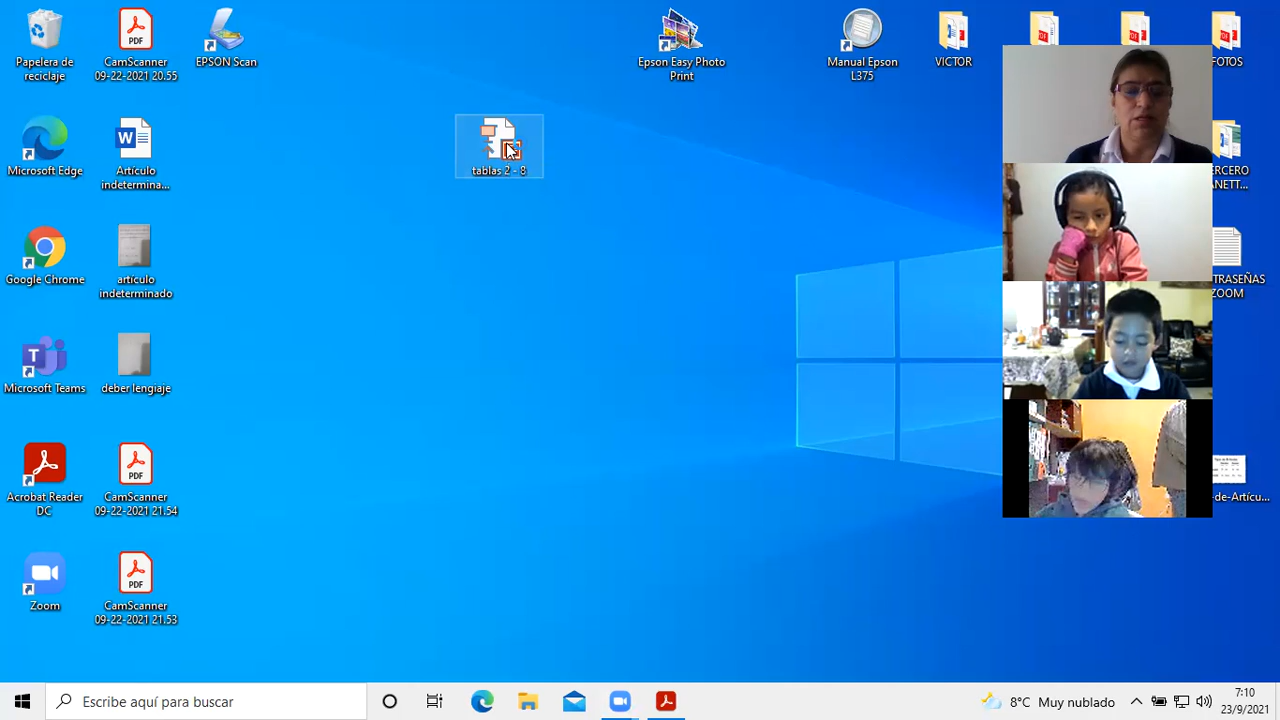 Papelera de
reciclaje
CamScanner
09-22-2021 20.55
EPSON Scan
Epson Easy Photo
Print
Manual Epson
L375
VICTOR
FOTOS
Microsoft Edge
Artículo
indetermina...
tablas 2 - 8
ERCERO
ANETT...
Google Chrome
artículo
indeterminado
TRASEÑAS
ZOOM
Microsoft Teams
deber lengiaje
Acrobat Reader
DC
CamScanner
09-22-2021 21.54
-de-Artícu...
Zoom
CamScanner
09-22-2021 21.53
Escribe aquí para buscar
8°C Muy nublado
7:10
23/9/2021